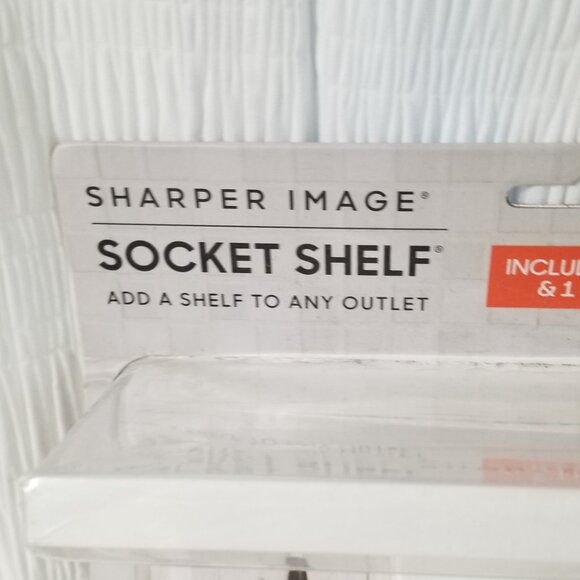 SHARPER IMAGE®
SOCKET SHELF®
ADD A SHELF TO ANY OUTLET
INCLU
& 1